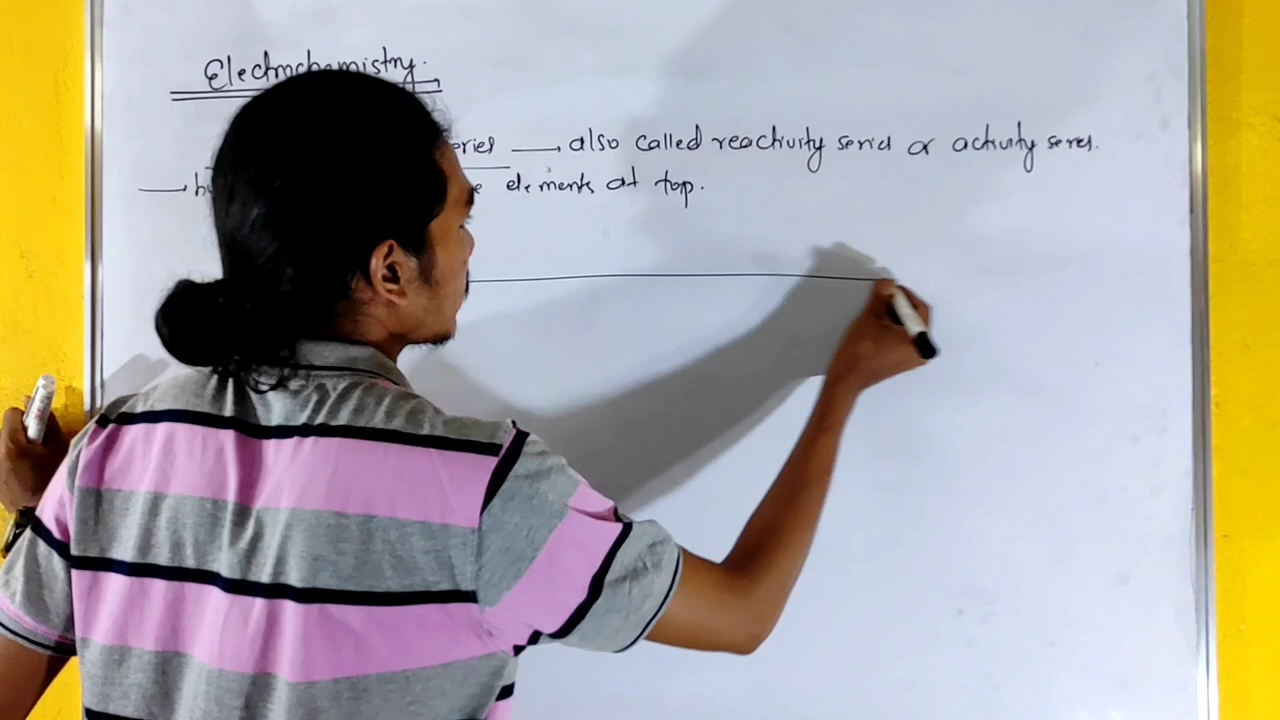 Electrochemistry.
eries → also called reactivity series or activity series.
→ elements at top.